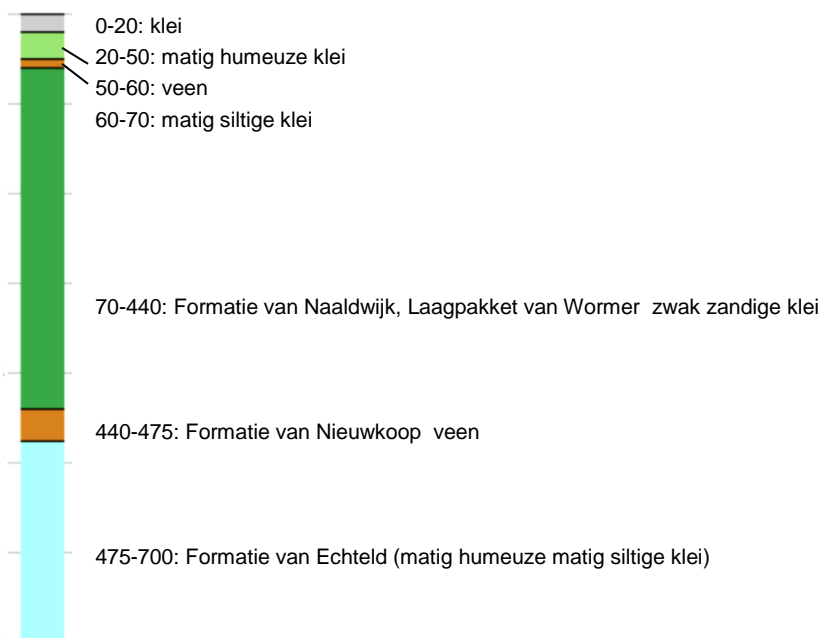 0-20: klei
20-50: matig humeuze klei
50-60: veen
60-70: matig siltige klei
70-440: Formatie van Naaldwijk, Laagpakket van Wormer  zwak zandige klei
440-475: Formatie van Nieuwkoop  veen
475-700: Formatie van Echteld (matig humeuze matig siltige klei)